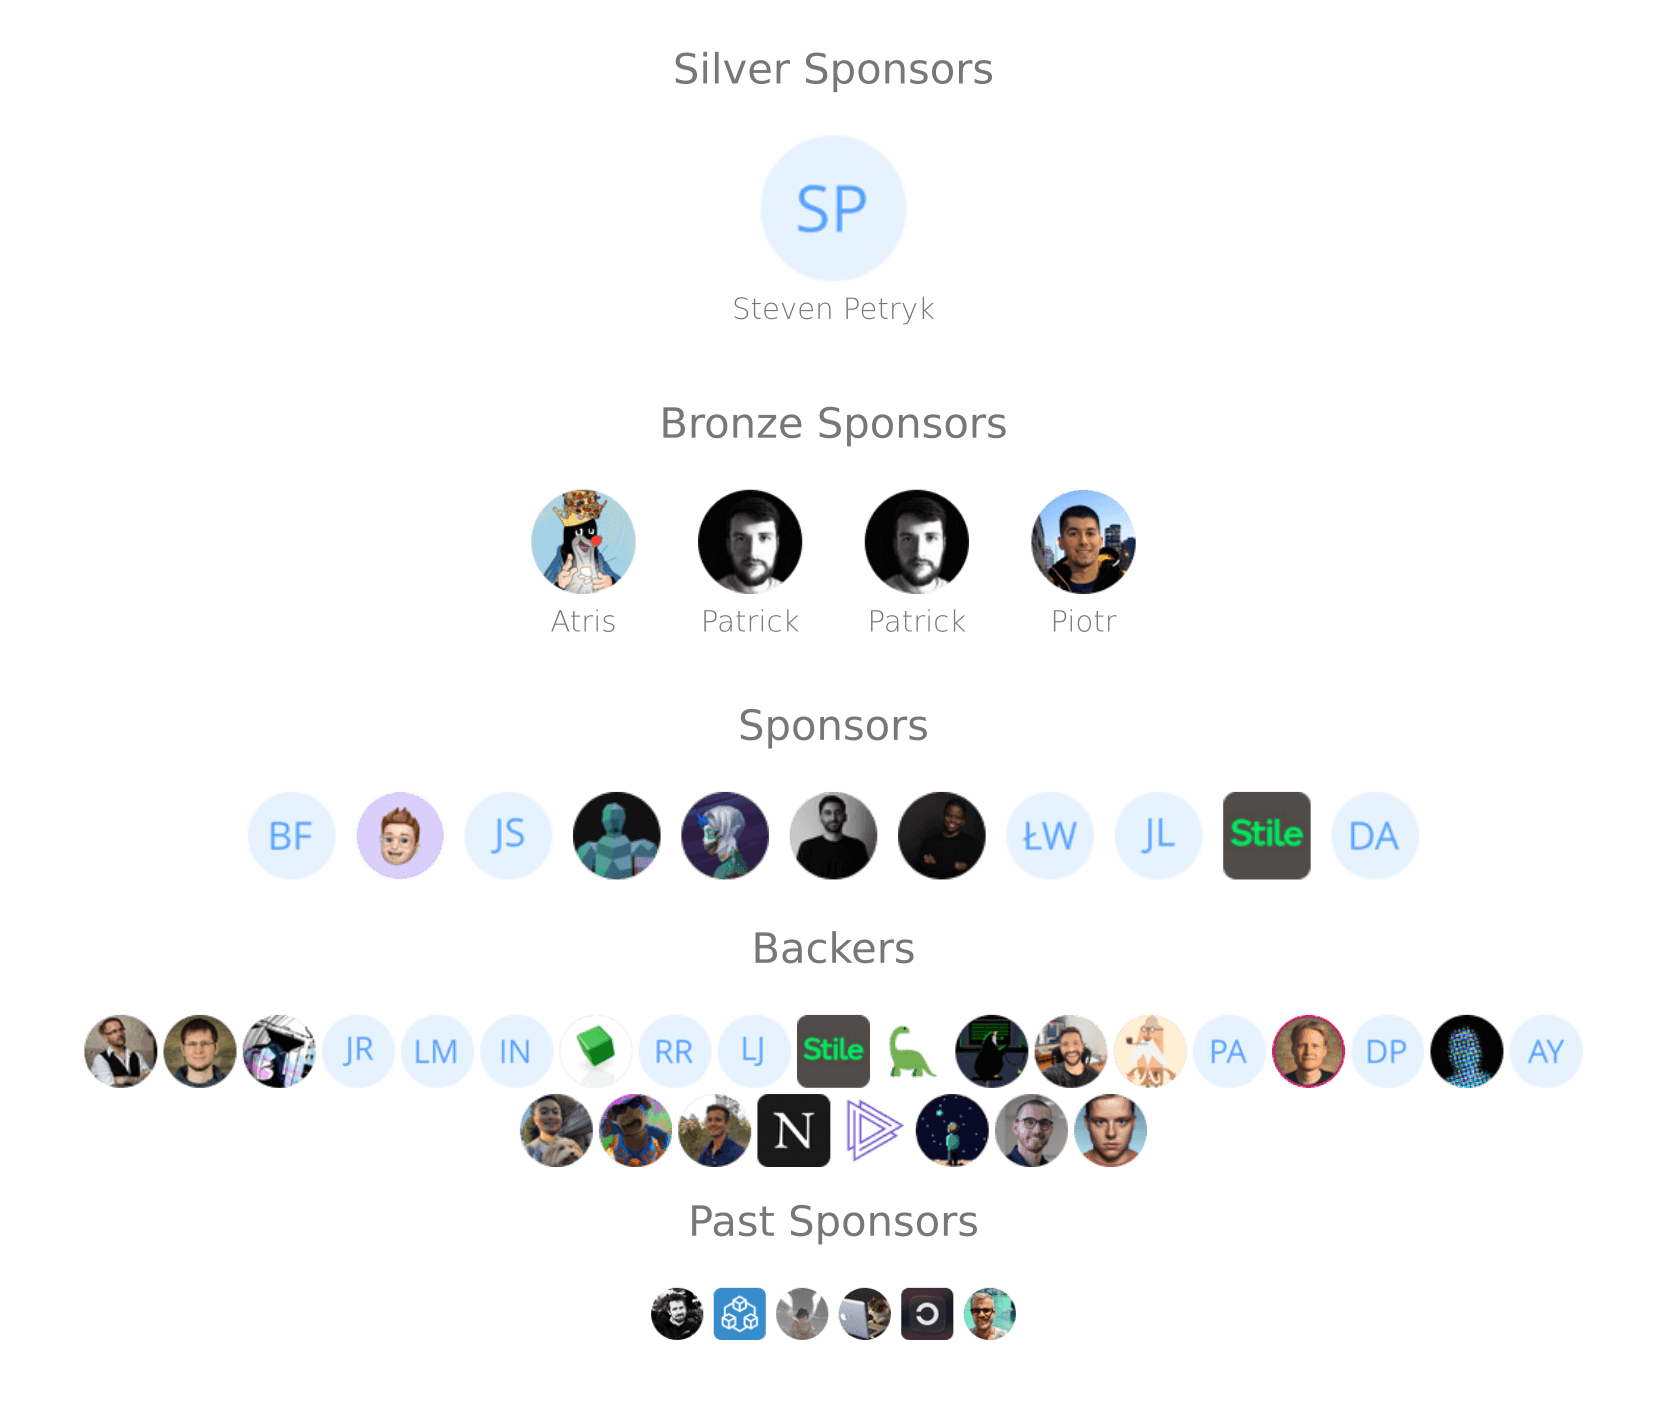 Silver Sponsors
SP
Steven Petryk
Bronze Sponsors
Atris Patrick Patrick Piotr
Sponsors
BF JS ŁW JL Stile DA
Backers
JR LM IN RR LJ Stile PA DP AY
N
Past Sponsors